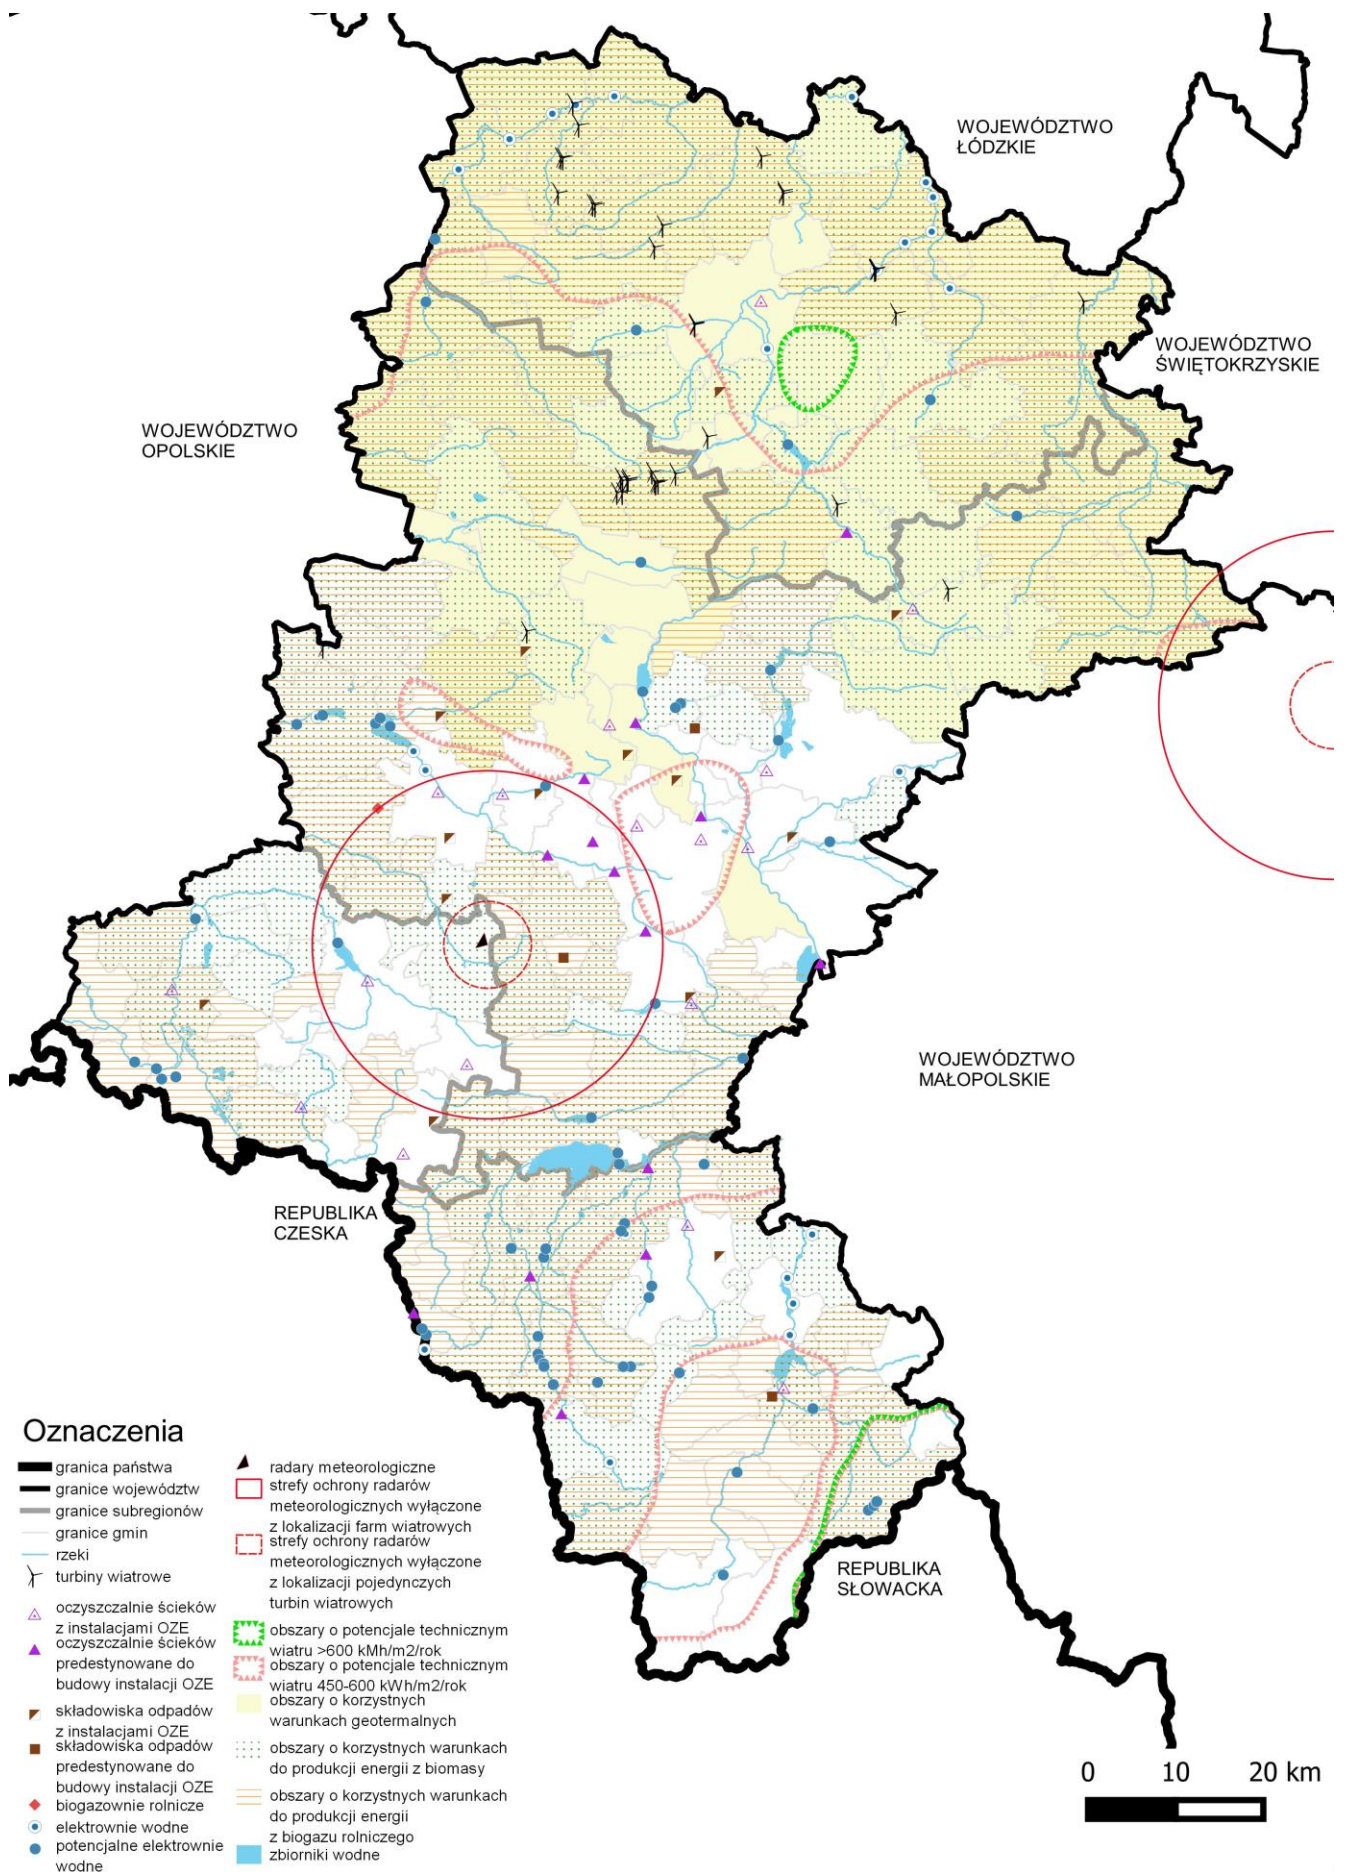 WOJEWÓDZTWO
ŁÓDZKIE
WOJEWÓDZTWO
ŚWIĘTOKRZYSKIE
WOJEWÓDZTWO
OPOLSKIE
WOJEWÓDZTWO
MAŁOPOLSKIE
REPUBLIKA
CZESKA
REPUBLIKA
SŁOWACKA
Oznaczenia
granica państwa
granice województw
granice subregionów
granice gmin
rzeki
turbiny wiatrowe
oczyszczalnie ścieków
z instalacjami OZE
oczyszczalnie ścieków
predestynowane do
budowy instalacji OZE
składowiska odpadów
z instalacjami OZE
składowiska odpadów
predestynowane do
budowy instalacji OZE
biogazownie rolnicze
elektrownie wodne
potencjalne elektrownie
wodne
radary meteorologiczne
strefy ochrony radarów
meteorologicznych wyłączone
z lokalizacji farm wiatrowych
strefy ochrony radarów
meteorologicznych wyłączone
z lokalizacji pojedynczych
turbin wiatrowych
obszary o potencjale technicznym
wiatru >600 kMh/m2/rok
obszary o potencjale technicznym
wiatru 450-600 kWh/m2/rok
obszary o korzystnych
warunkach geotermalnych
obszary o korzystnych warunkach
do produkcji energii z biomasy
obszary o korzystnych warunkach
do produkcji energii
z biogazu rolniczego
zbiorniki wodne
0 10 20 km